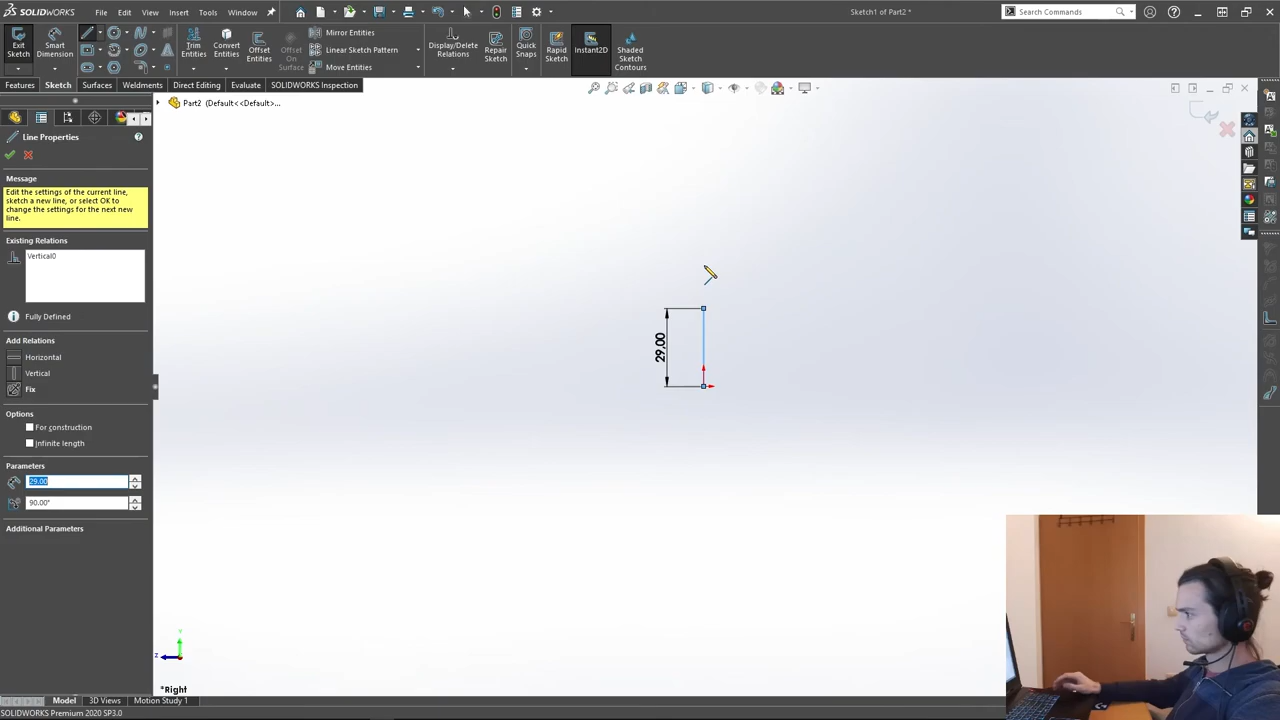 SOLIDWORKS
File
Edit
View
Insert
Tools
Window
Sketch1 of Part2 *
Search Commands
Exit Sketch
Smart Dimension
Trim Entities
Convert Entities
Offset Entities
Offset On Surface
Mirror Entities
Linear Sketch Pattern
Move Entities
Display/Delete Relations
Repair Sketch
Quick Snaps
Rapid Sketch
Instant2D
Shaded Sketch Contours
Features
Sketch
Surfaces
Weldments
Direct Editing
Evaluate
SOLIDWORKS Inspection
Part2 (Default<<Default>...
Line Properties
Message
Edit the settings of the current line,
sketch a new line, or select OK to
change the settings for the next new
line.
Existing Relations
Vertical0
Fully Defined
Add Relations
Horizontal
Vertical
Fix
Options
For construction
Infinite length
Parameters
29.00
90.00°
Additional Parameters
29,00
Y
Z
*Right
Model
3D Views
Motion Study 1
SOLIDWORKS Premium 2020 SP3.0